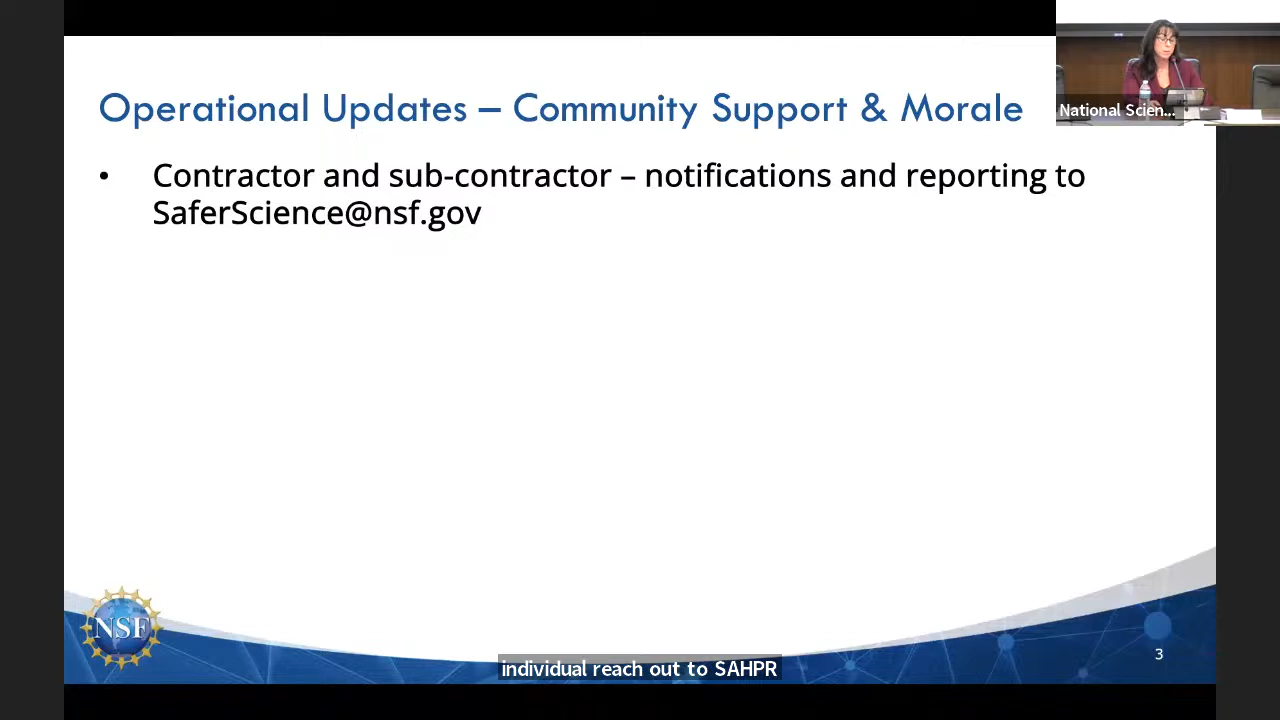 Operational Updates – Community Support & Morale
National Scien...
• Contractor and sub-contractor – notifications and reporting to
SaferScience@nsf.gov
NSF
3
individual reach out to SAHPR